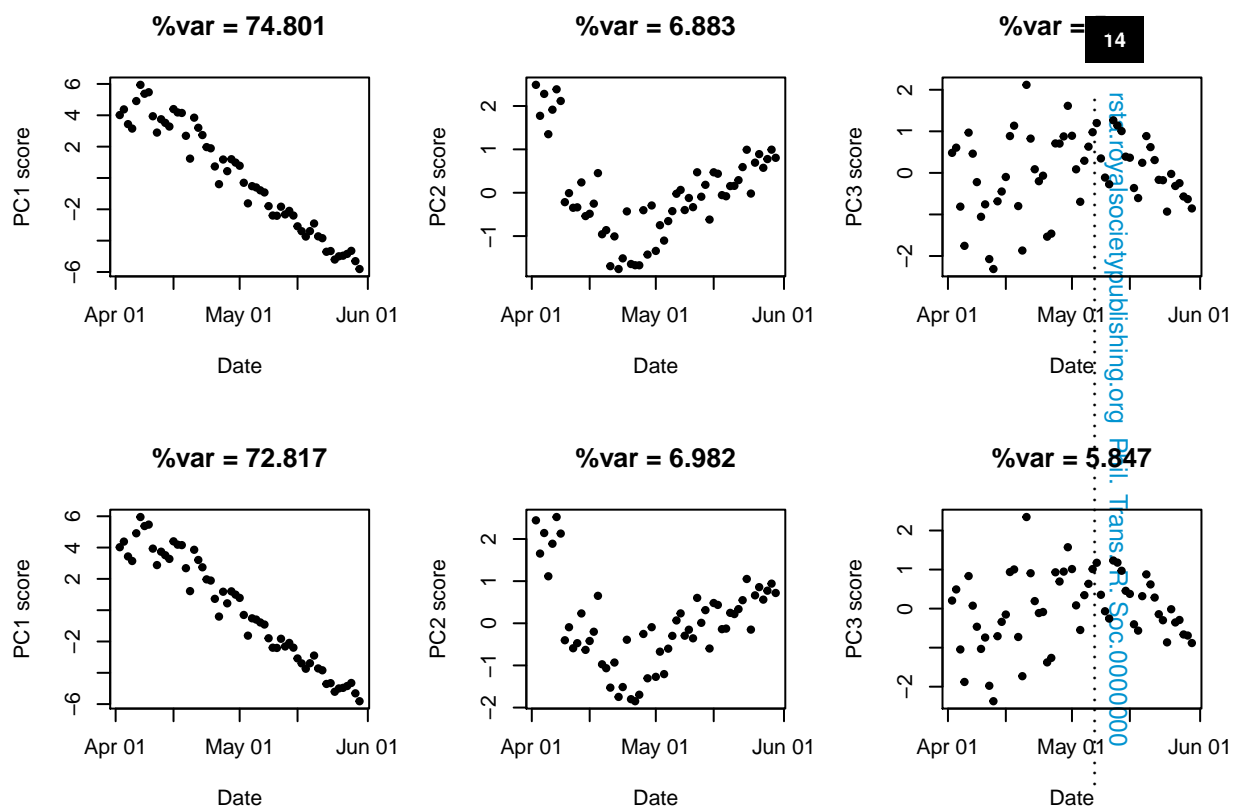 %var = 74.801
%var = 6.883
%var =
14
PC1 score
6
4
2
−2
−6
Apr 01
May 01
Jun 01
Date
PC2 score
2
1
0
−1
Apr 01
May 01
Jun 01
Date
PC3 score
2
1
0
−2
Apr 01
May 01
Jun 01
Date
rsta.royalsocietypublishing.org Phil. Trans. R. Soc. 0000000
%var = 72.817
%var = 6.982
%var = 5.847
PC1 score
6
4
2
−2
−6
Apr 01
May 01
Jun 01
Date
PC2 score
2
1
0
−1
−2
Apr 01
May 01
Jun 01
Date
PC3 score
2
1
0
−2
Apr 01
May 01
Jun 01
Date